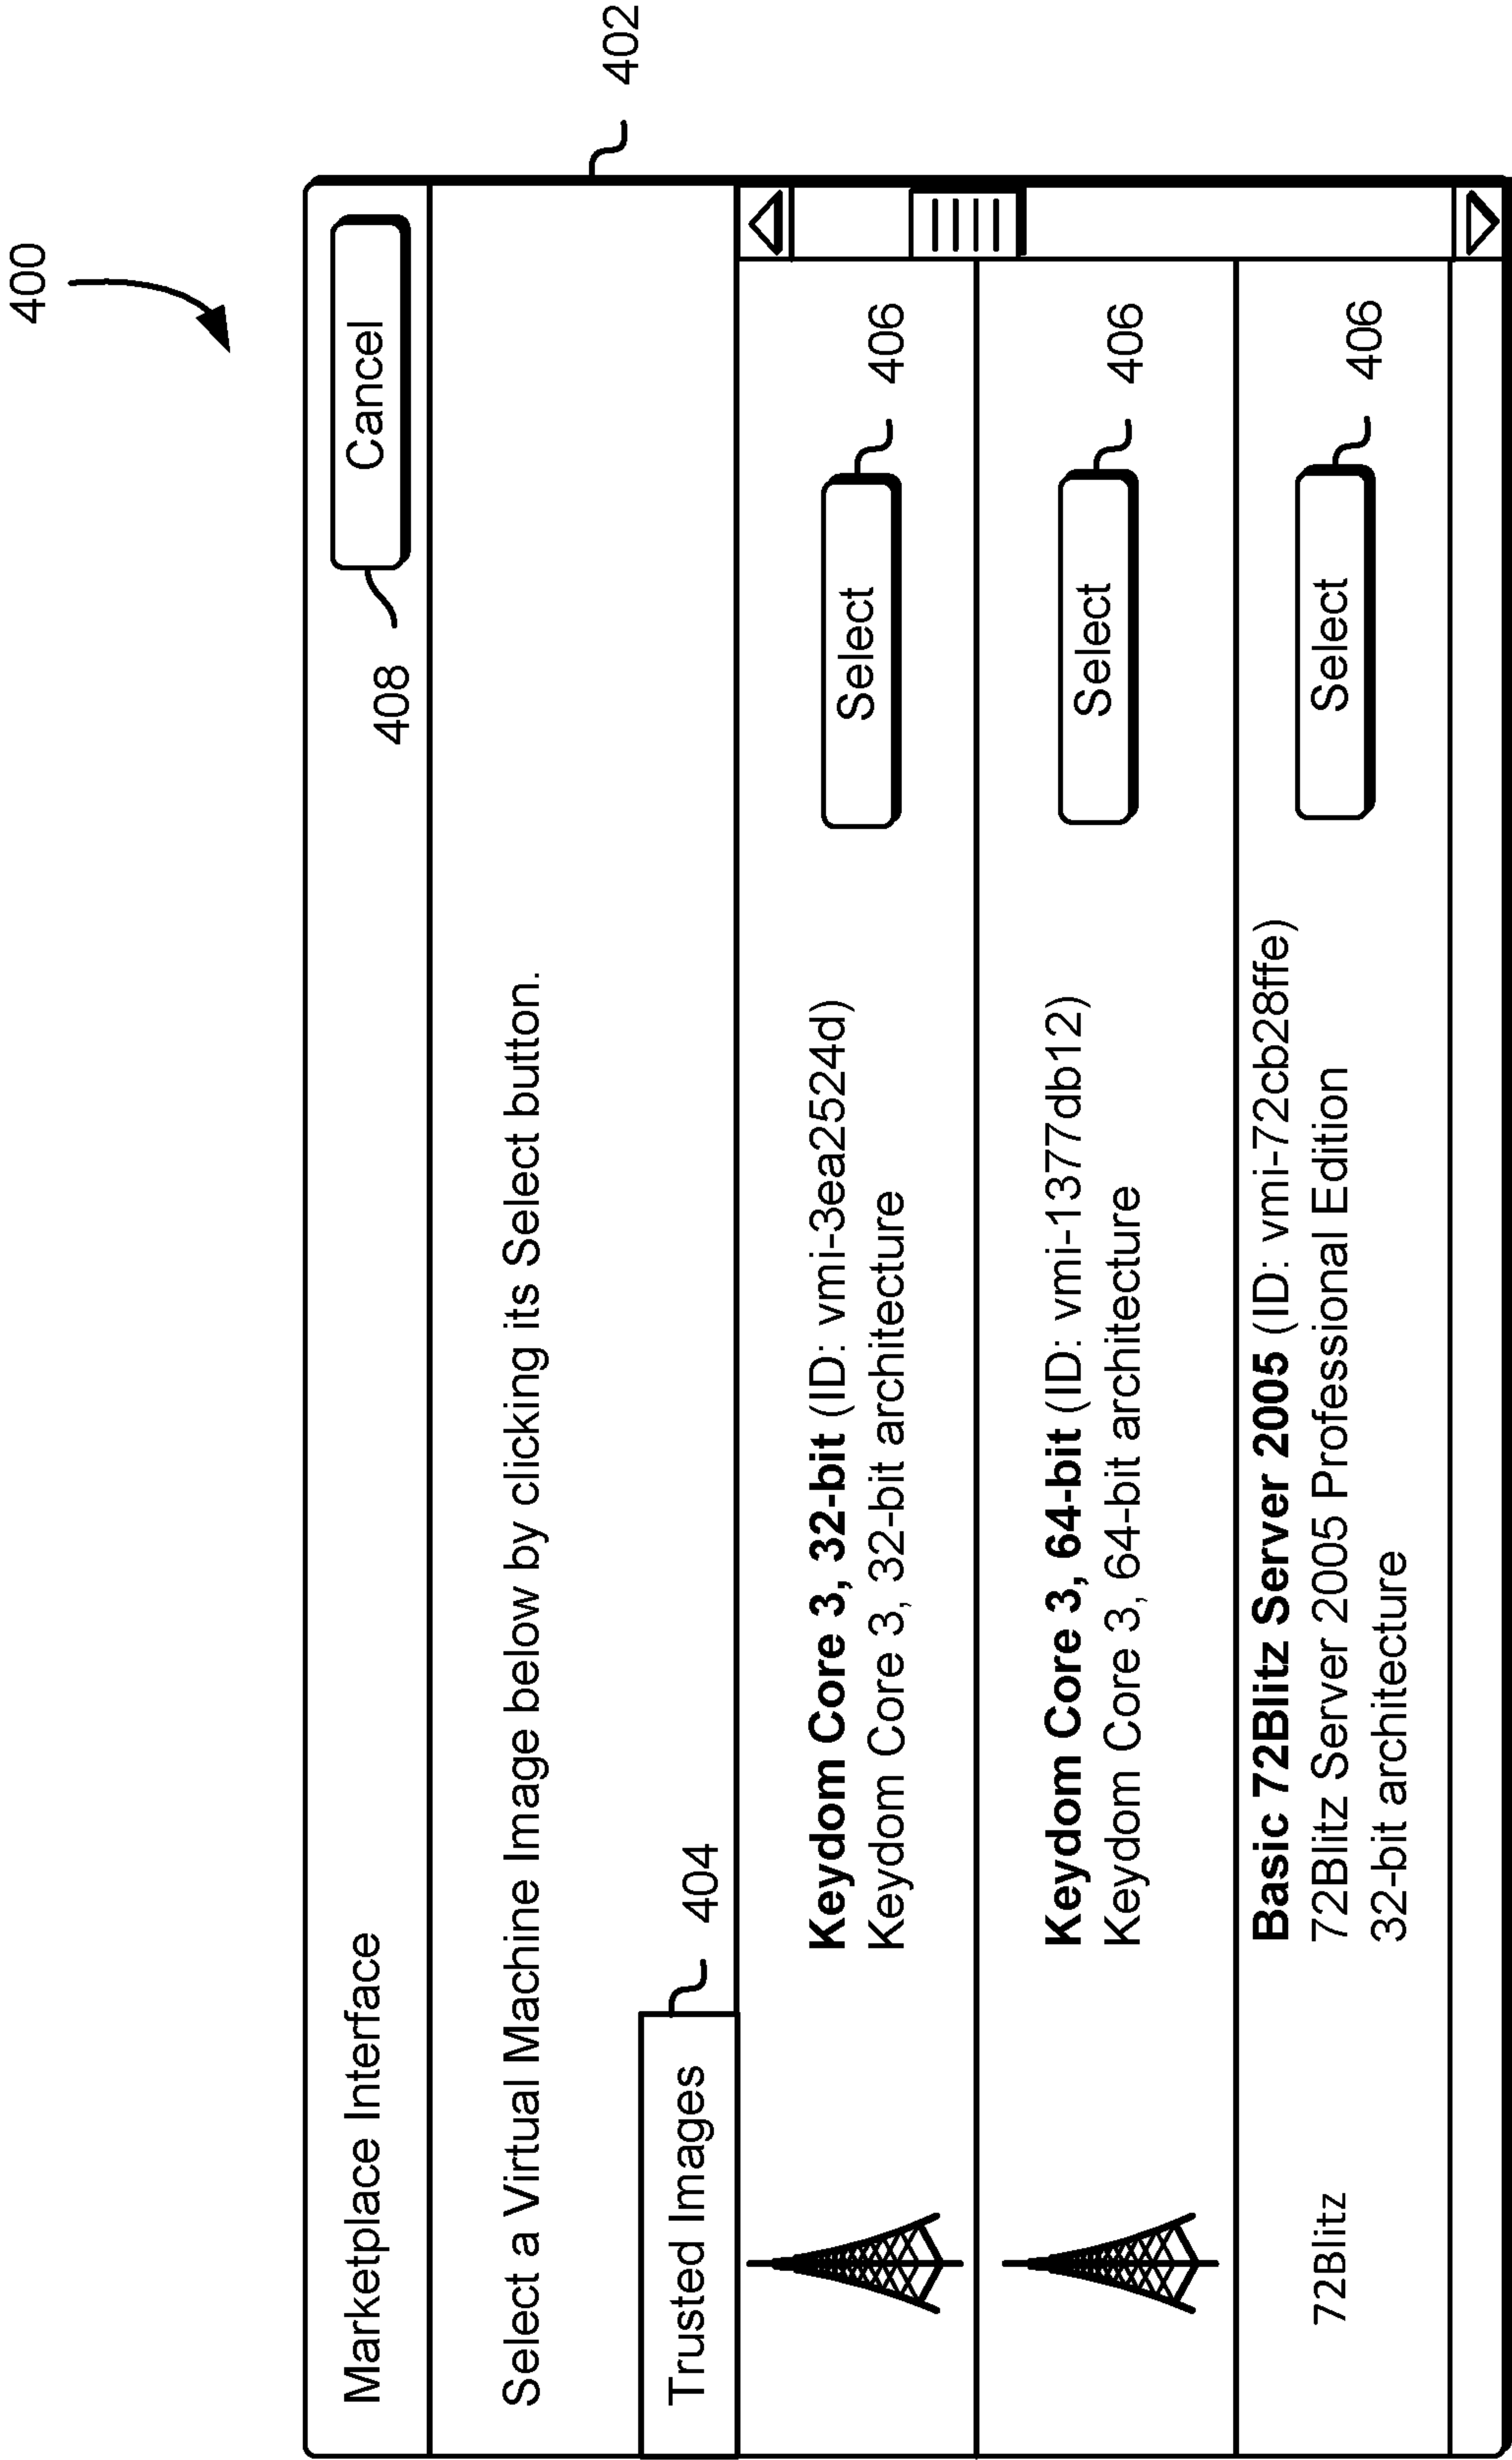 400
Marketplace Interface
408
Cancel
402
Select a Virtual Machine Image below by clicking its Select button.
Trusted Images
404
Keydom Core 3, 32-bit (ID: vmi-3ea2524d)
Keydom Core 3, 32-bit architecture
Select
406
Keydom Core 3, 64-bit (ID: vmi-1377db12)
Keydom Core 3, 64-bit architecture
Select
406
72Blitz
Basic 72Blitz Server 2005 (ID: vmi-72cb28ffe)
72Blitz Server 2005 Professional Edition
32-bit architecture
Select
406